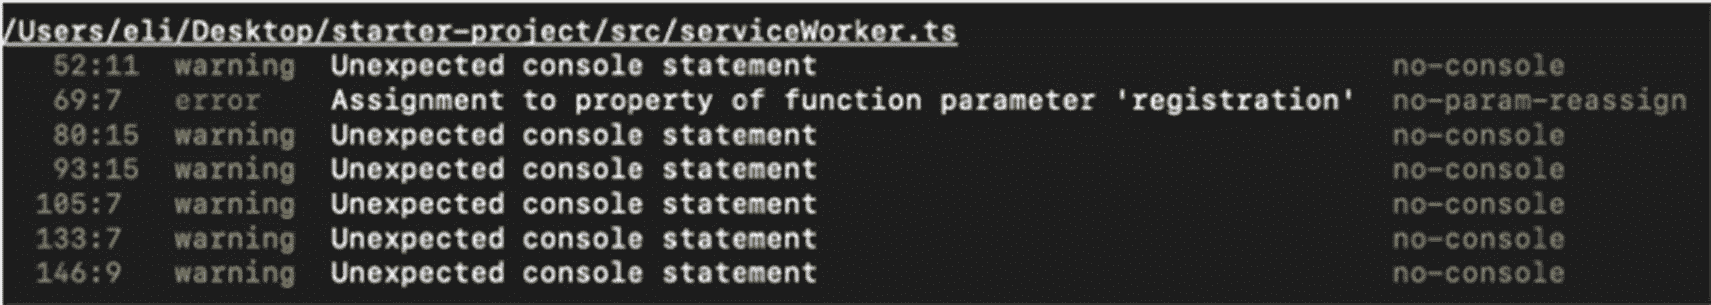 /Users/eli/Desktop/starter-project/src/serviceWorker.ts
52:11 warning Unexpected console statement no-console
69:7 error Assignment to property of function parameter 'registration' no-param-reassign
80:15 warning Unexpected console statement no-console
93:15 warning Unexpected console statement no-console
105:7 warning Unexpected console statement no-console
133:7 warning Unexpected console statement no-console
146:9 warning Unexpected console statement no-console